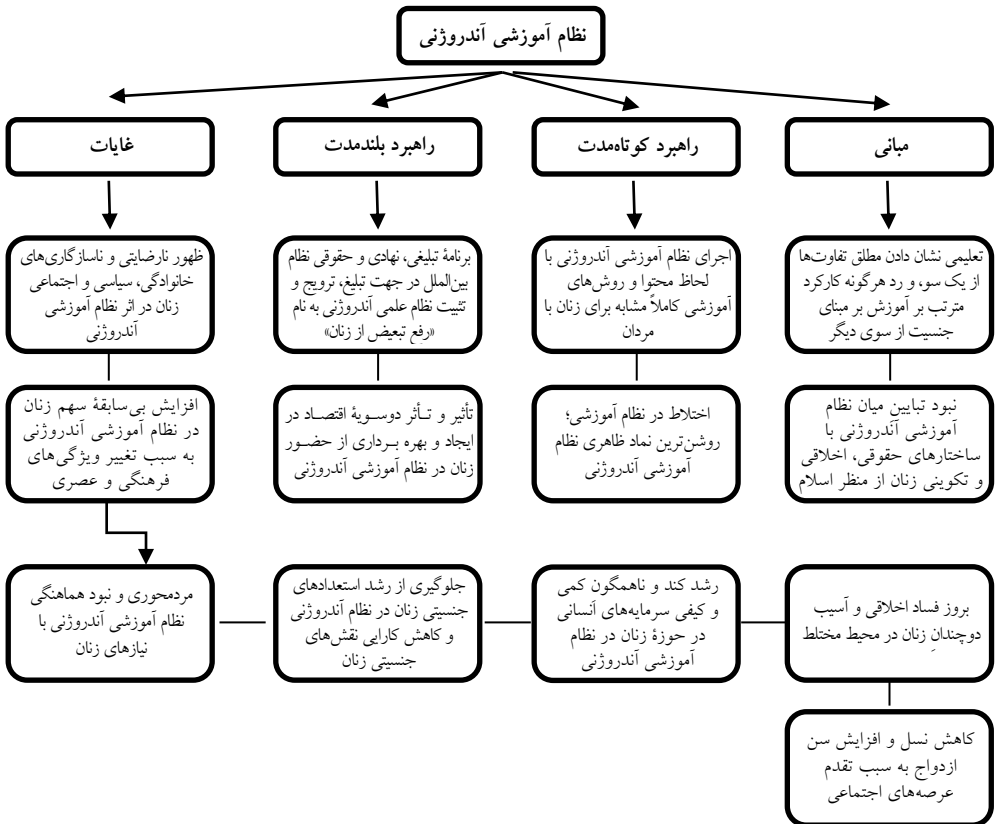 نظام آموزشی آندروژنی
مبانی
راهبرد کوتاه‌مدت
راهبرد بلندمدت
غایات
تعلیمی نشان دادن مطلق تفاوت‌ها
از یک سو، و رد هرگونه کارکرد
مترتب بر آموزش بر مبنای
جنسیت از سوی دیگر
اجرای نظام آموزشی آندروژنی با
لحاظ محتوا و روش‌های
آموزشی کاملاً مشابه برای زنان با
مردان
برنامهٔ تبلیغی، نهادی و حقوقی نظام
بین‌الملل در جهت تبلیغ، ترویج و
تثبیت نظام علمی آندروژنی به نام
«رفع تبعیض از زنان»
ظهور نارضایتی و ناسازگاری‌های
خانوادگی، سیاسی و اجتماعی
زنان در اثر نظام آموزشی
آندروژنی
نبود تباین میان نظام
آموزشی آندروژنی با
ساختارهای حقوقی، اخلاقی
و تکوینی زنان از منظر اسلام
اختلاط در نظام آموزشی؛
روشن‌ترین نماد ظاهری نظام
آموزشی آندروژنی
تأثیر و تـأثر دوسـویهٔ اقتصـاد در
ایجاد و بهره بـرداری از حضـور
زنان در نظام آموزشی آندروژنی
افزایش بی‌سابقهٔ سهم زنان
در نظام آموزشی آندروژنی
به سبب تغییر ویژگی‌های
فرهنگی و عصری
بروز فساد اخلاقی و آسیب
دوچندانِ زنان در محیط مختلط
رشد کند و ناهمگون کمی
و کیفی سرمایه‌های انسانی
در حوزهٔ زنان در نظام
آموزشی آندروژنی
جلوگیری از رشد استعدادهای
جنسیتی زنان در نظام آندروژنی
و کاهش کارایی نقش‌های
جنسیتی زنان
مردمحوری و نبود هماهنگی
نظام آموزشی آندروژنی با
نیازهای زنان
کاهش نسل و افزایش سن
ازدواج به سبب تقدم
عرصه‌های اجتماعی